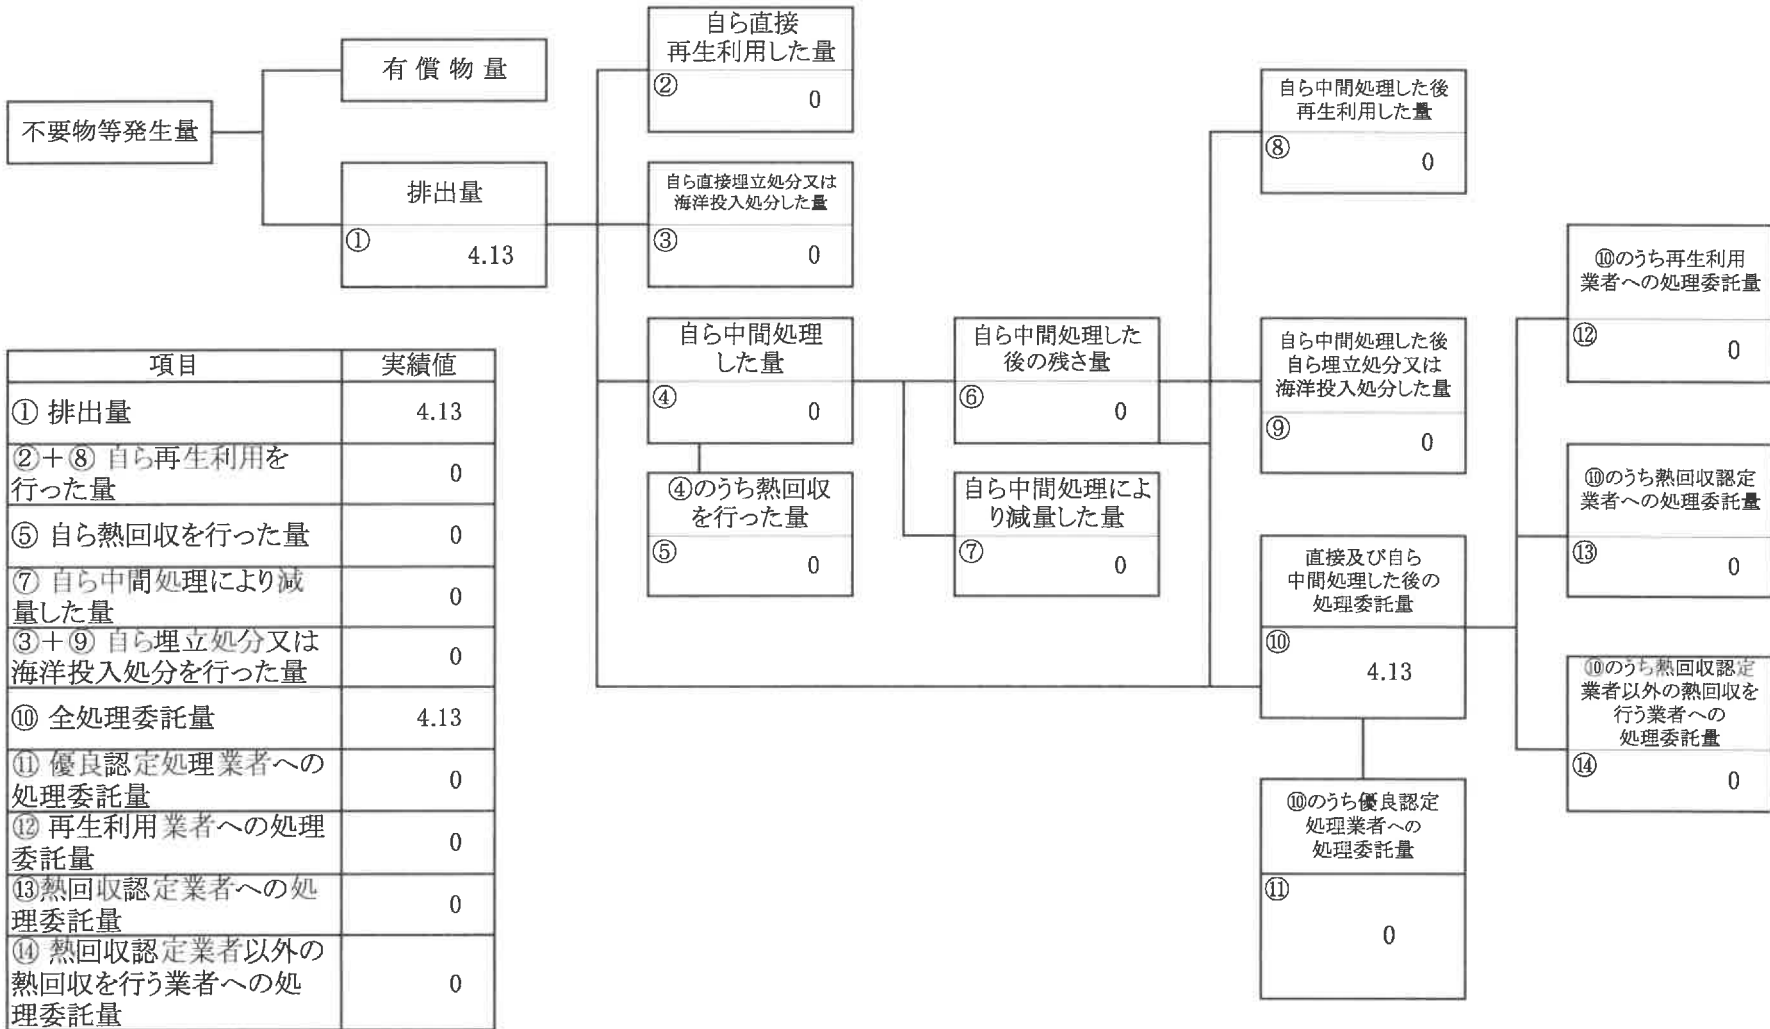 不要物等発生量
有償物量
排出量
①
4.13
自ら直接
再生利用した量
②
0
自ら直接埋立処分又は
海洋投入処分した量
③
0
自ら中間処理
した量
④
0
④のうち熱回収
を行った量
⑤
0
自ら中間処理した
後の残さ量
⑥
0
自ら中間処理によ
り減量した量
⑦
0
自ら中間処理した後
再生利用した量
⑧
0
自ら中間処理した後
自ら埋立処分又は
海洋投入処分した量
⑨
0
直接及び自ら
中間処理した後の
処理委託量
⑩
4.13
⑩のうち優良認定
処理業者への
処理委託量
⑪
0
⑩のうち再生利用
業者への処理委託量
⑫
0
⑩のうち熱回収認定
業者への処理委託量
⑬
0
⑩のうち熱回収認定
業者以外の熱回収を
行う業者への
処理委託量
⑭
0
項目 実績値
① 排出量 4.13
②+⑧ 自ら再生利用を
行った量 0
⑤ 自ら熱回収を行った量 0
⑦ 自ら中間処理により減
量した量 0
③+⑨ 自ら埋立処分又は
海洋投入処分を行った量 0
⑩ 全処理委託量 4.13
⑪ 優良認定処理業者への
処理委託量 0
⑫ 再生利用業者への処理
委託量 0
⑬熱回収認定業者への処
理委託量 0
⑭ 熱回収認定業者以外の
熱回収を行う業者への処
理委託量 0